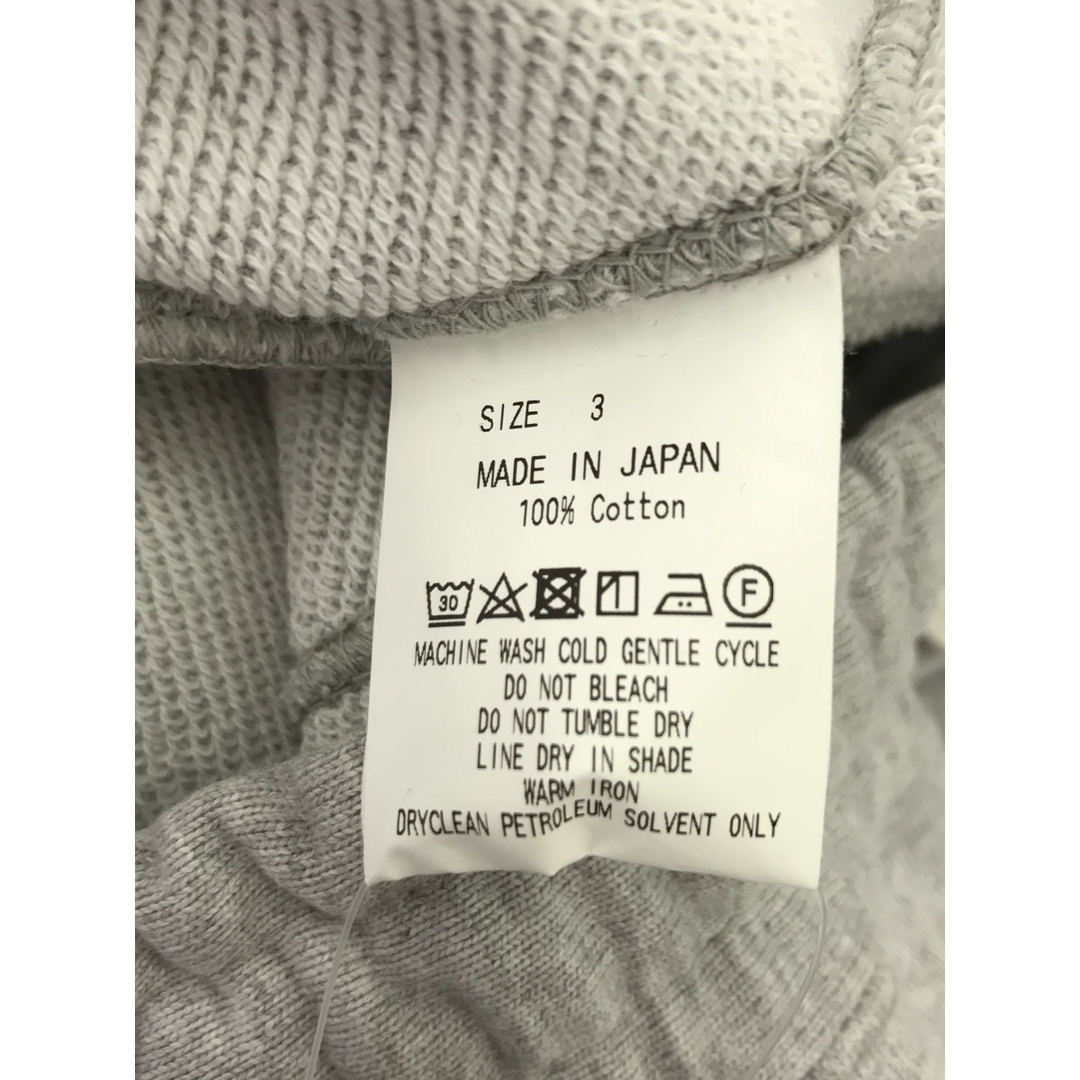 SIZE 3
MADE IN JAPAN
100% Cotton
30 F
MACHINE WASH COLD GENTLE CYCLE
DO NOT BLEACH
DO NOT TUMBLE DRY
LINE DRY IN SHADE
WARM IRON
DRYCLEAN PETROLEUM SOLVENT ONLY